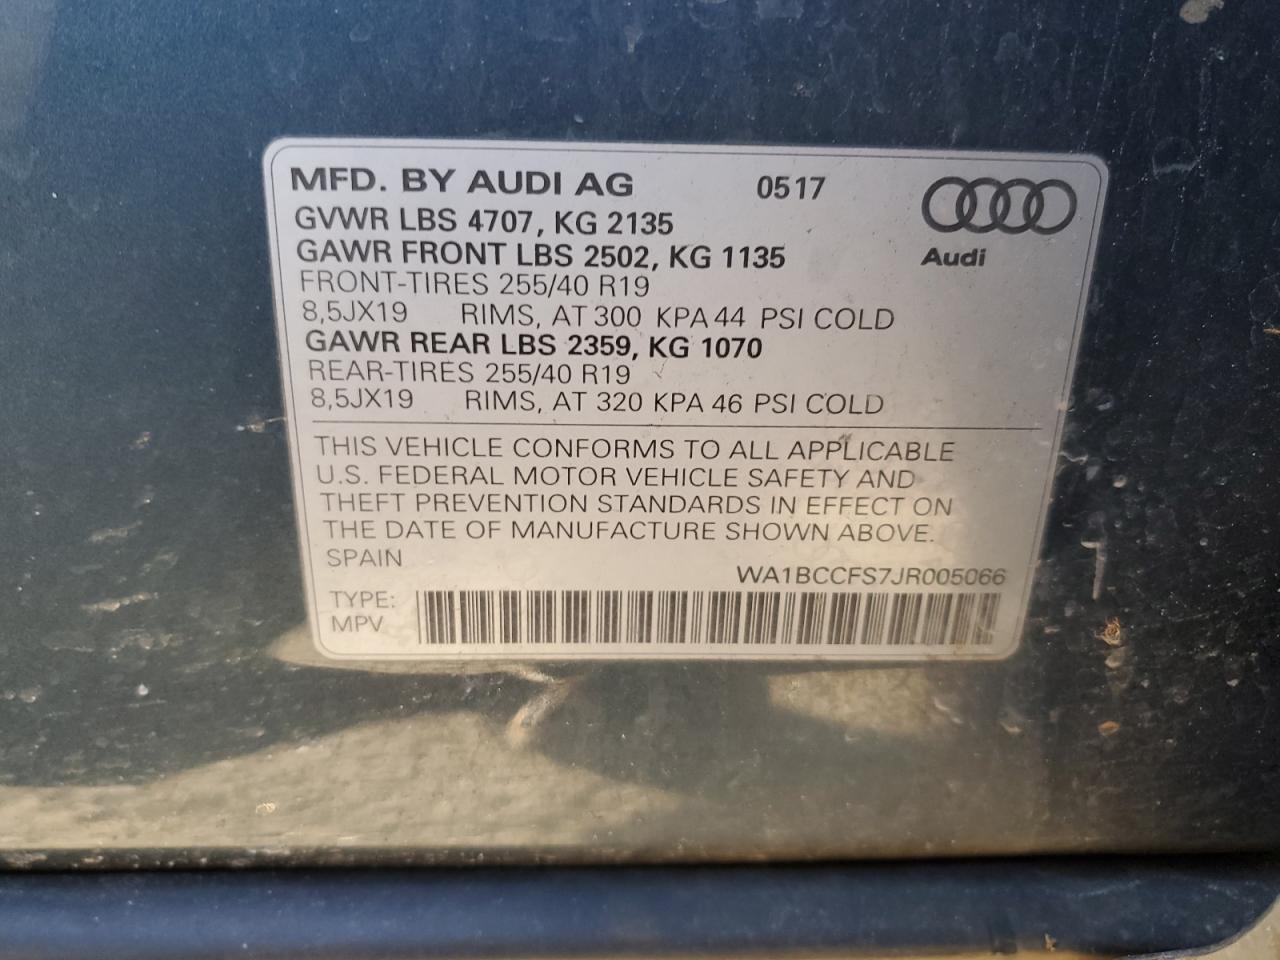 MFD. BY AUDI AG 0517
GVWR LBS 4707, KG 2135
GAWR FRONT LBS 2502, KG 1135
Audi
FRONT-TIRES 255/40 R19
8,5JX19 RIMS, AT 300 KPA 44 PSI COLD
GAWR REAR LBS 2359, KG 1070
REAR-TIRES 255/40 R19
8,5JX19 RIMS, AT 320 KPA 46 PSI COLD
THIS VEHICLE CONFORMS TO ALL APPLICABLE
U.S. FEDERAL MOTOR VEHICLE SAFETY AND
THEFT PREVENTION STANDARDS IN EFFECT ON
THE DATE OF MANUFACTURE SHOWN ABOVE.
SPAIN
WA1BCCFS7JR005066
TYPE:
MPV